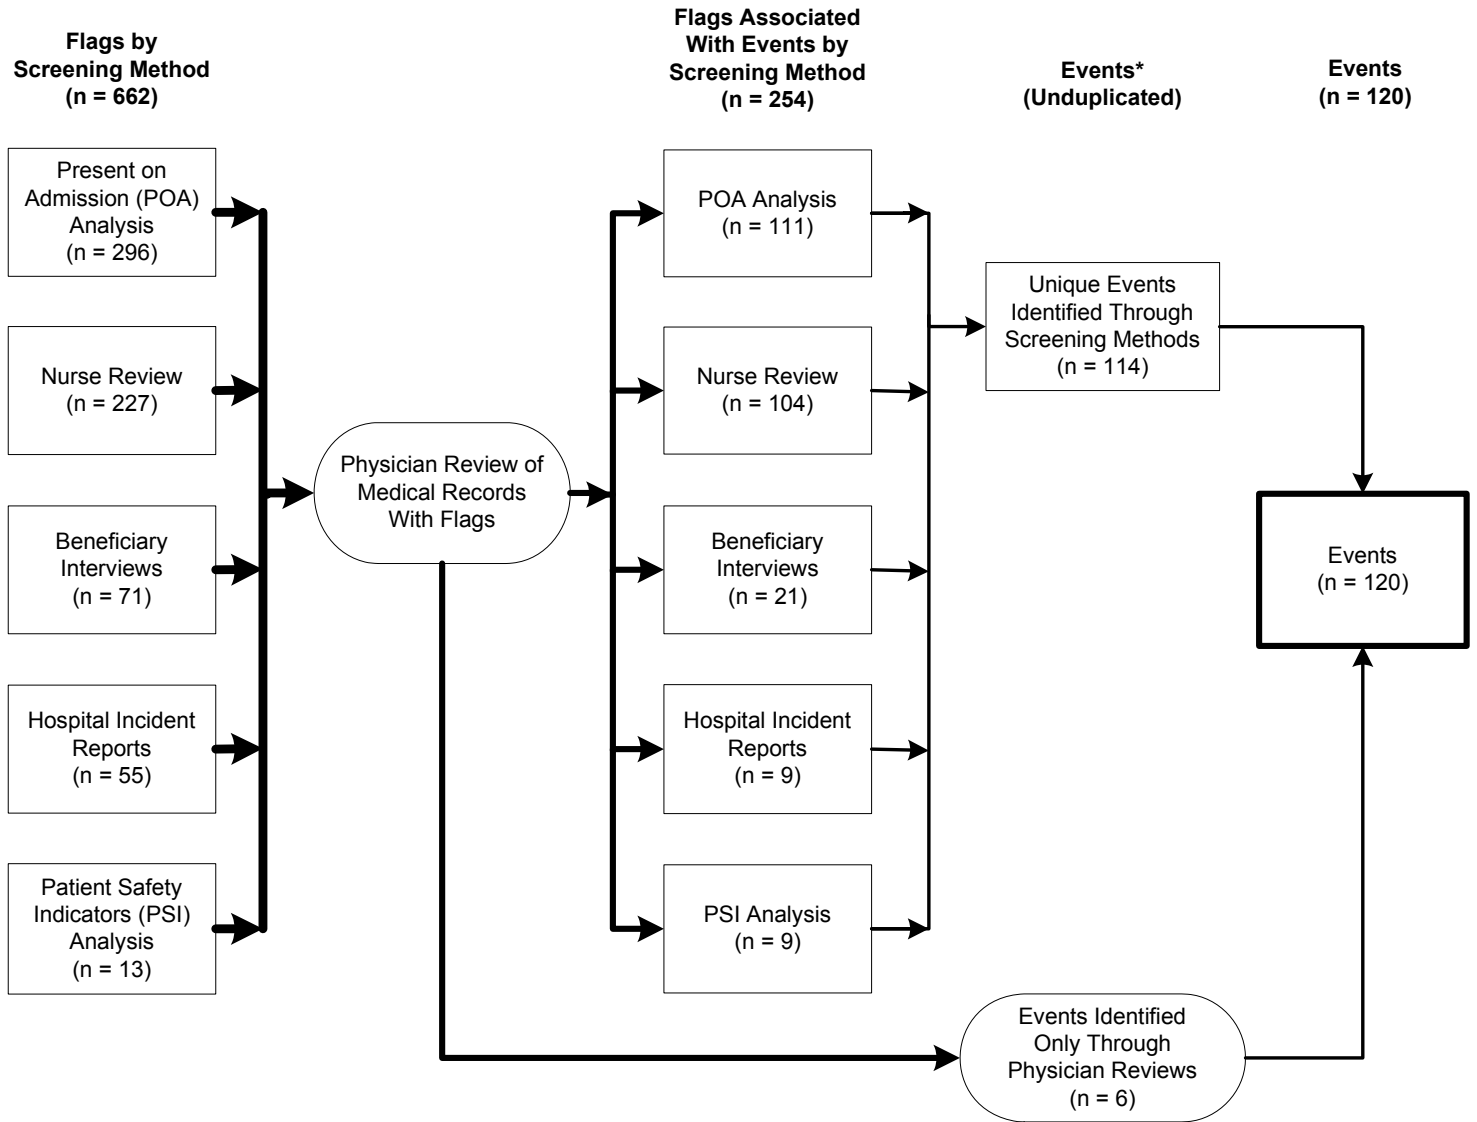 Flags by
Screening Method
(n = 662)
Flags Associated
With Events by
Screening Method
(n = 254)
Events*
(Unduplicated)
Events
(n = 120)
Present on
Admission (POA)
Analysis
(n = 296)
Nurse Review
(n = 227)
Beneficiary
Interviews
(n = 71)
Hospital Incident
Reports
(n = 55)
Patient Safety
Indicators (PSI)
Analysis
(n = 13)
Physician Review of
Medical Records
With Flags
POA Analysis
(n = 111)
Nurse Review
(n = 104)
Beneficiary
Interviews
(n = 21)
Hospital Incident
Reports
(n = 9)
PSI Analysis
(n = 9)
Unique Events
Identified Through
Screening Methods
(n = 114)
Events Identified
Only Through
Physician Reviews
(n = 6)
Events
(n = 120)